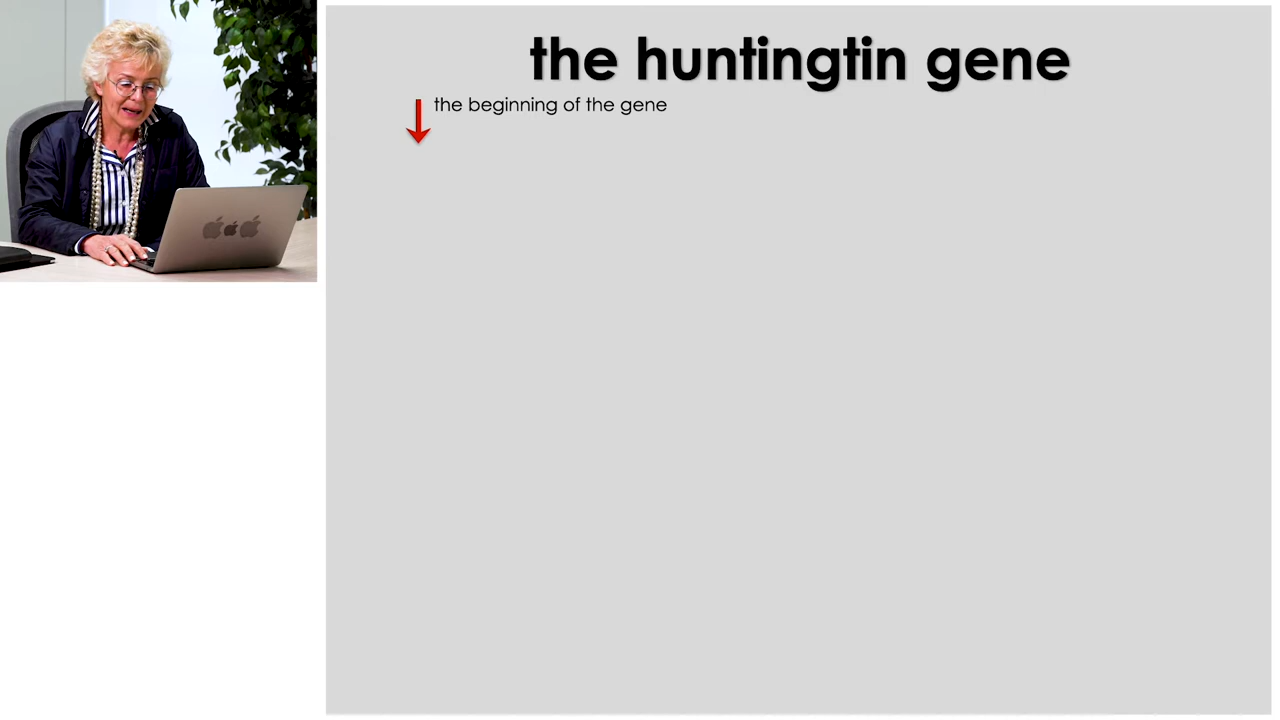 the huntingtin gene
the beginning of the gene